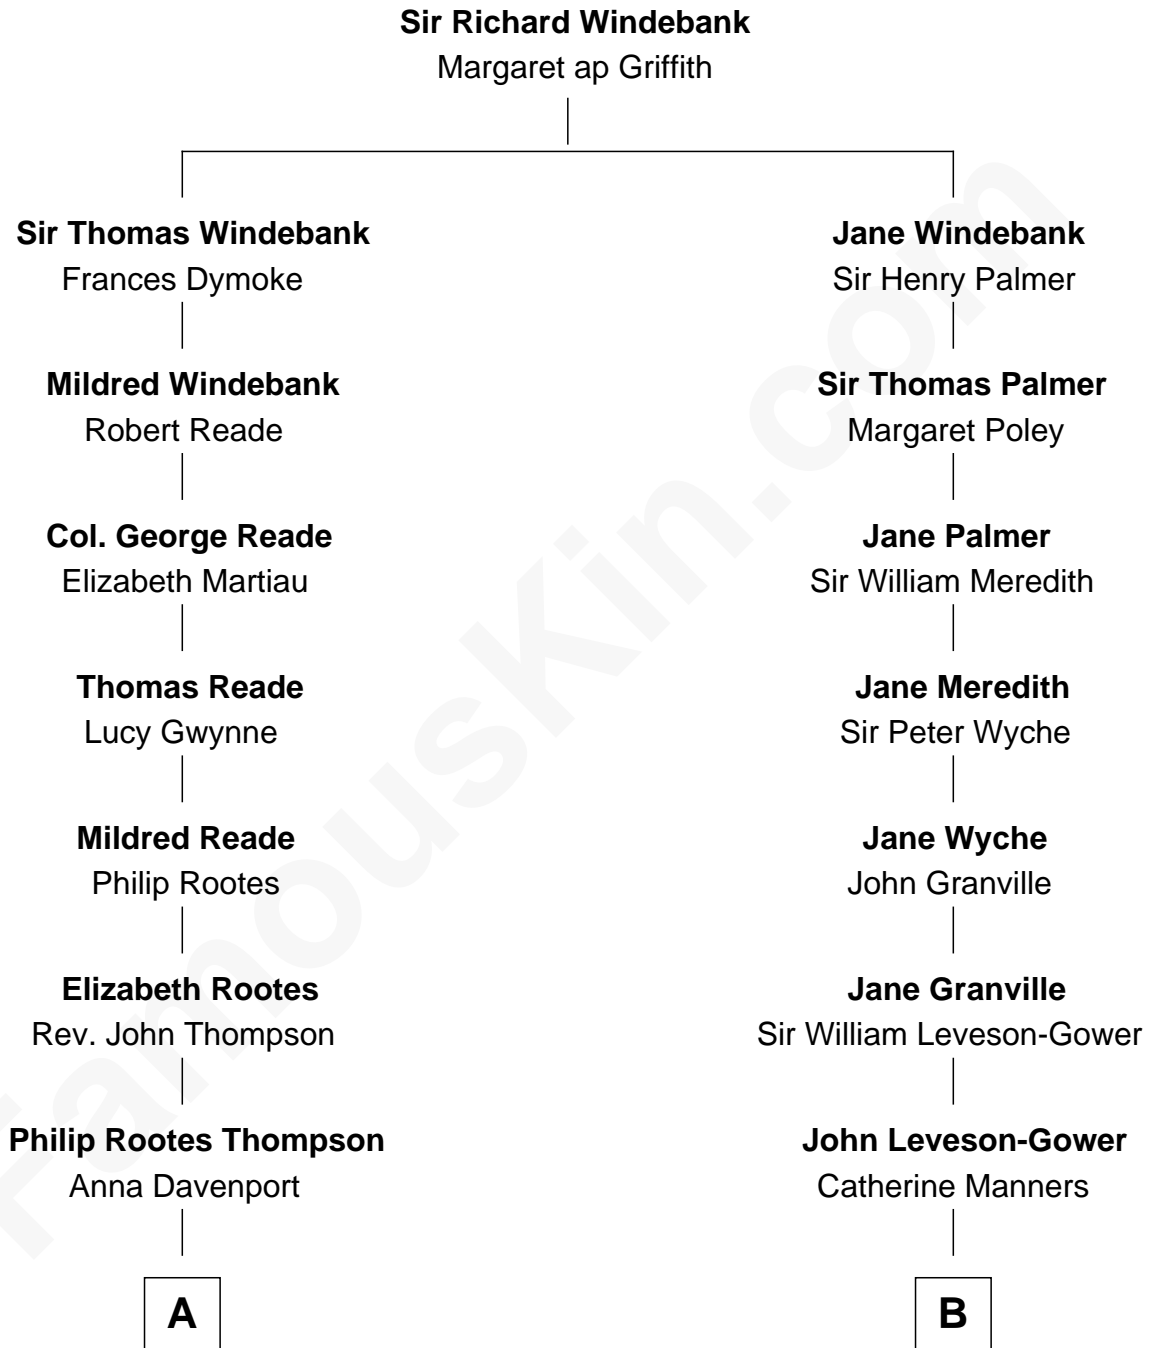 Sir Richard Windebank
Margaret ap Griffith
Sir Thomas Windebank
Frances Dymoke
Jane Windebank
Sir Henry Palmer
Mildred Windebank
Robert Reade
Sir Thomas Palmer
Margaret Poley
Col. George Reade
Elizabeth Martiau
Jane Palmer
Sir William Meredith
Thomas Reade
Lucy Gwynne
Jane Meredith
Sir Peter Wyche
Mildred Reade
Philip Rootes
Jane Wyche
John Granville
Elizabeth Rootes
Rev. John Thompson
Jane Granville
Sir William Leveson-Gower
Philip Rootes Thompson
Anna Davenport
John Leveson-Gower
Catherine Manners
A
B
FamousKin.com